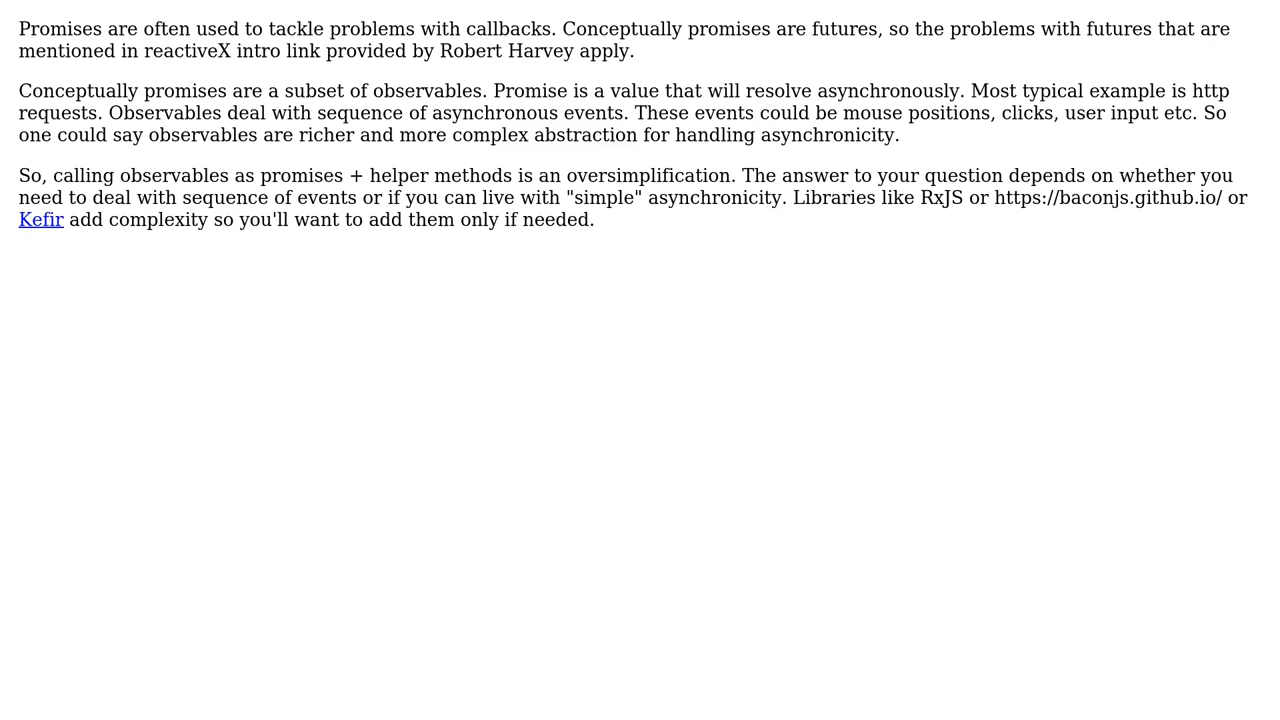 Promises are often used to tackle problems with callbacks. Conceptually promises are futures, so the problems with futures that are
mentioned in reactiveX intro link provided by Robert Harvey apply.
Conceptually promises are a subset of observables. Promise is a value that will resolve asynchronously. Most typical example is http
requests. Observables deal with sequence of asynchronous events. These events could be mouse positions, clicks, user input etc. So
one could say observables are richer and more complex abstraction for handling asynchronicity.
So, calling observables as promises + helper methods is an oversimplification. The answer to your question depends on whether you
need to deal with sequence of events or if you can live with "simple" asynchronicity. Libraries like RxJS or https://baconjs.github.io/ or
Kefir add complexity so you'll want to add them only if needed.